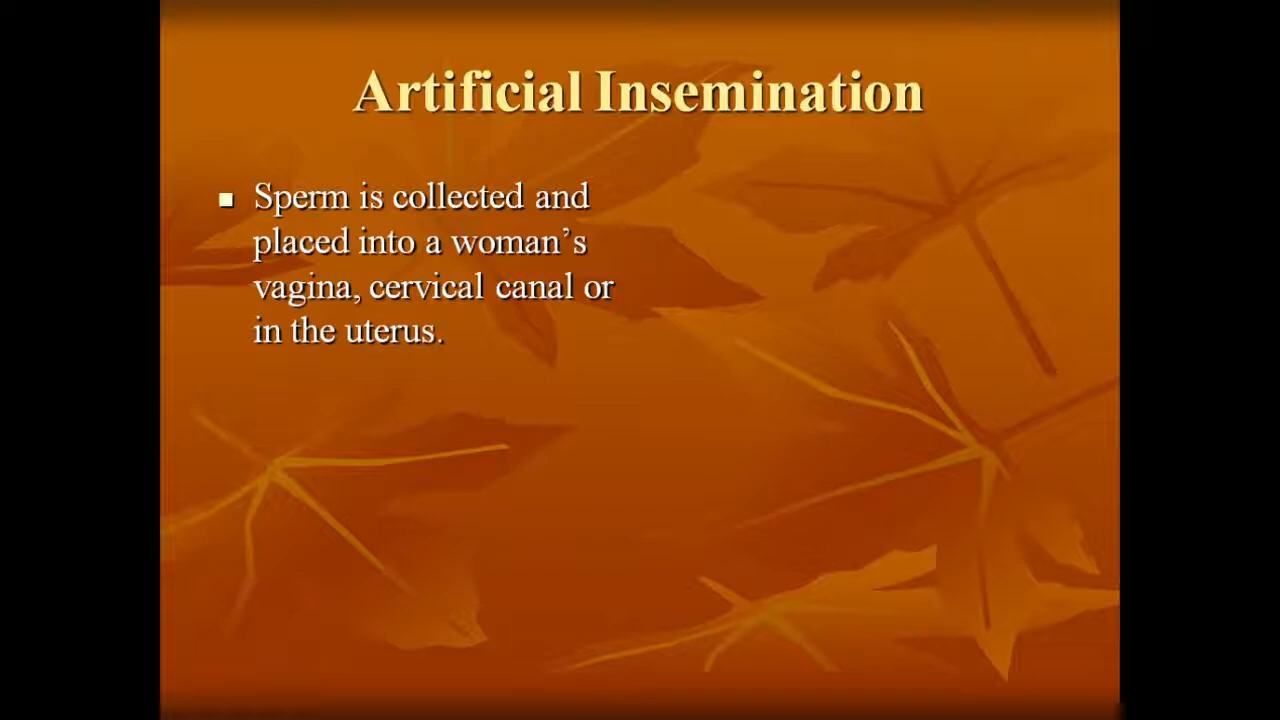 Artificial Insemination
Sperm is collected and
placed into a woman’s
vagina, cervical canal or
in the uterus.